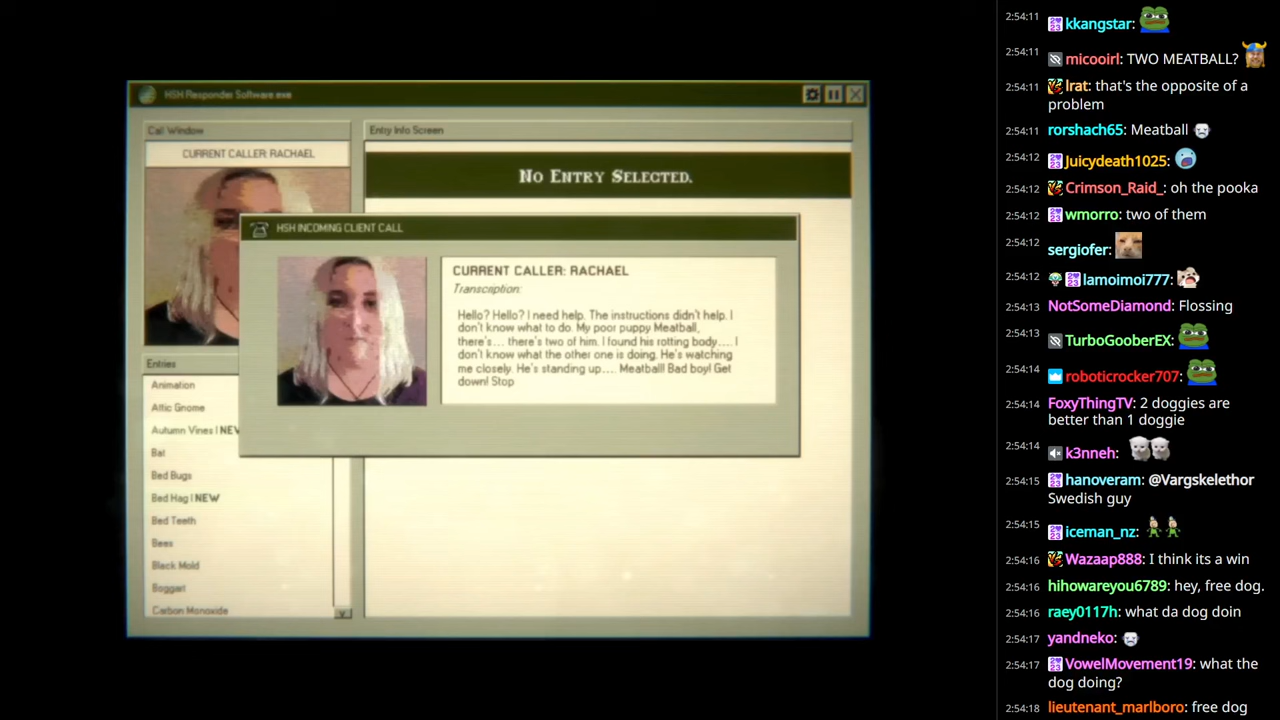 HSH Responder Software.exe
Call Window
CURRENT CALLER: RACHAEL
Entries
Animation
Attic Gnome
Autumn Vines | NEW
Bat
Bed Bugs
Bed Hag | NEW
Bed Teeth
Bees
Black Mold
Boggart
Carbon Monoxide
Entry Info Screen
NO ENTRY SELECTED.
HSH INCOMING CLIENT CALL
CURRENT CALLER: RACHAEL
Transcription:
Hello? Hello? I need help. The instructions didn't help. I
don't know what to do. My poor puppy Meatball,
there's... there's two of him. I found his rotting body.... I
don't know what the other one is doing. He's watching
me closely. He's standing up.... Meatball! Bad boy! Get
down! Stop
2:54:11 kkangstar:
2:54:11 micooirl: TWO MEATBALL?
2:54:11 lrat: that's the opposite of a
problem
2:54:11 rorshach65: Meatball
2:54:12 Juicydeath1025:
2:54:12 Crimson_Raid_: oh the pooka
2:54:12 wmorro: two of them
2:54:12 sergiofer:
2:54:12 lamoimoi777:
2:54:13 NotSomeDiamond: Flossing
2:54:13 TurboGooberEX:
2:54:14 roboticrocker707:
2:54:14 FoxyThingTV: 2 doggies are
better than 1 doggie
2:54:14 k3nneh:
2:54:15 hanoveram: @Vargskelethor
Swedish guy
2:54:15 iceman_nz:
2:54:16 Wazaap888: I think its a win
2:54:16 hihowareyou6789: hey, free dog.
2:54:16 raey0117h: what da dog doin
2:54:17 yandneko:
2:54:17 VowelMovement19: what the
dog doing?
2:54:18 lieutenant_marlboro: free dog